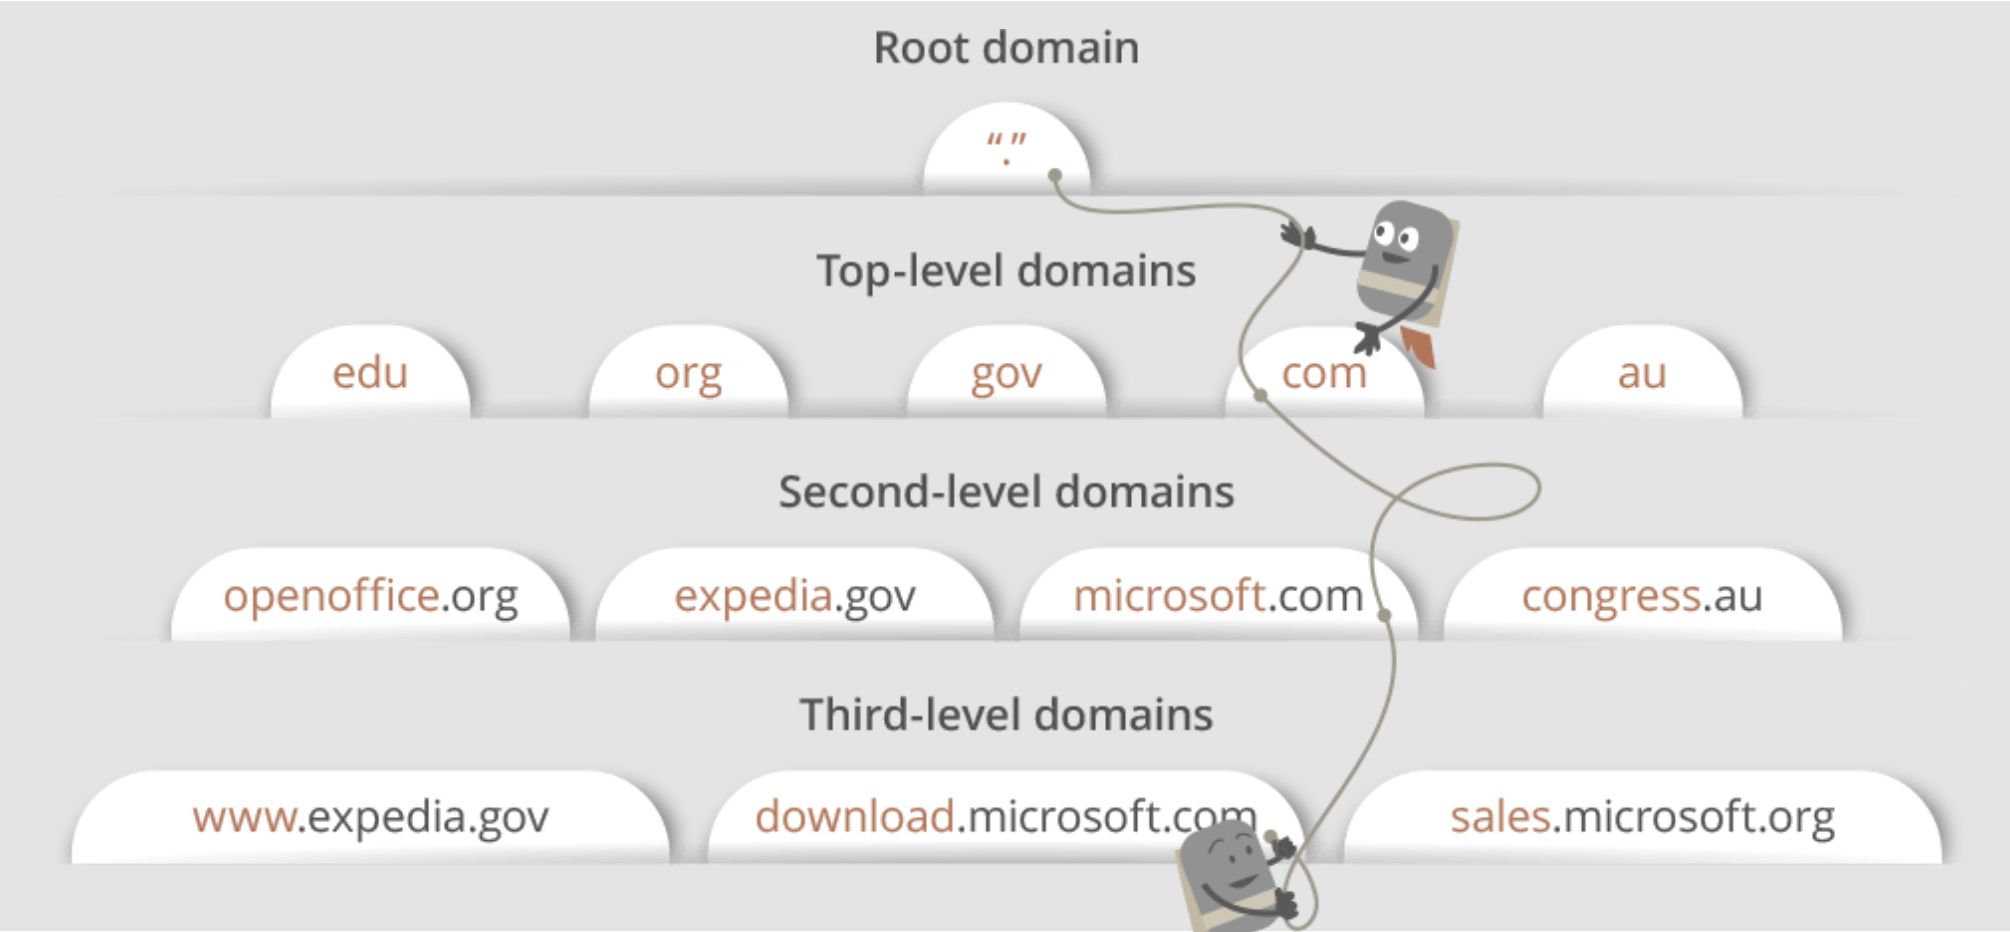 Root domain
“.”
Top-level domains
edu org gov com au
Second-level domains
openoffice.org expedia.gov microsoft.com congress.au
Third-level domains
www.expedia.gov download.microsoft.com sales.microsoft.org